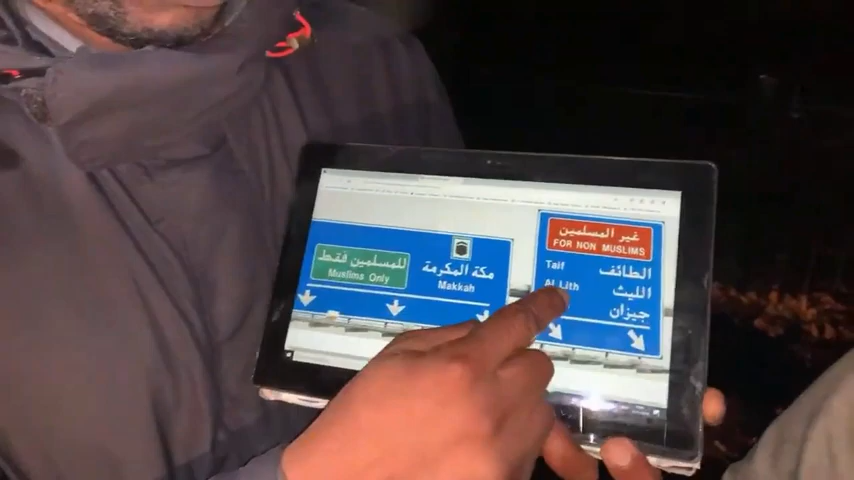 للمسلمين فقط
Muslims Only
مكة المكرمة
Makkah
غير المسلمين
FOR NON MUSLIMS
Taif الطائف
Al Lith الليث
جيزان